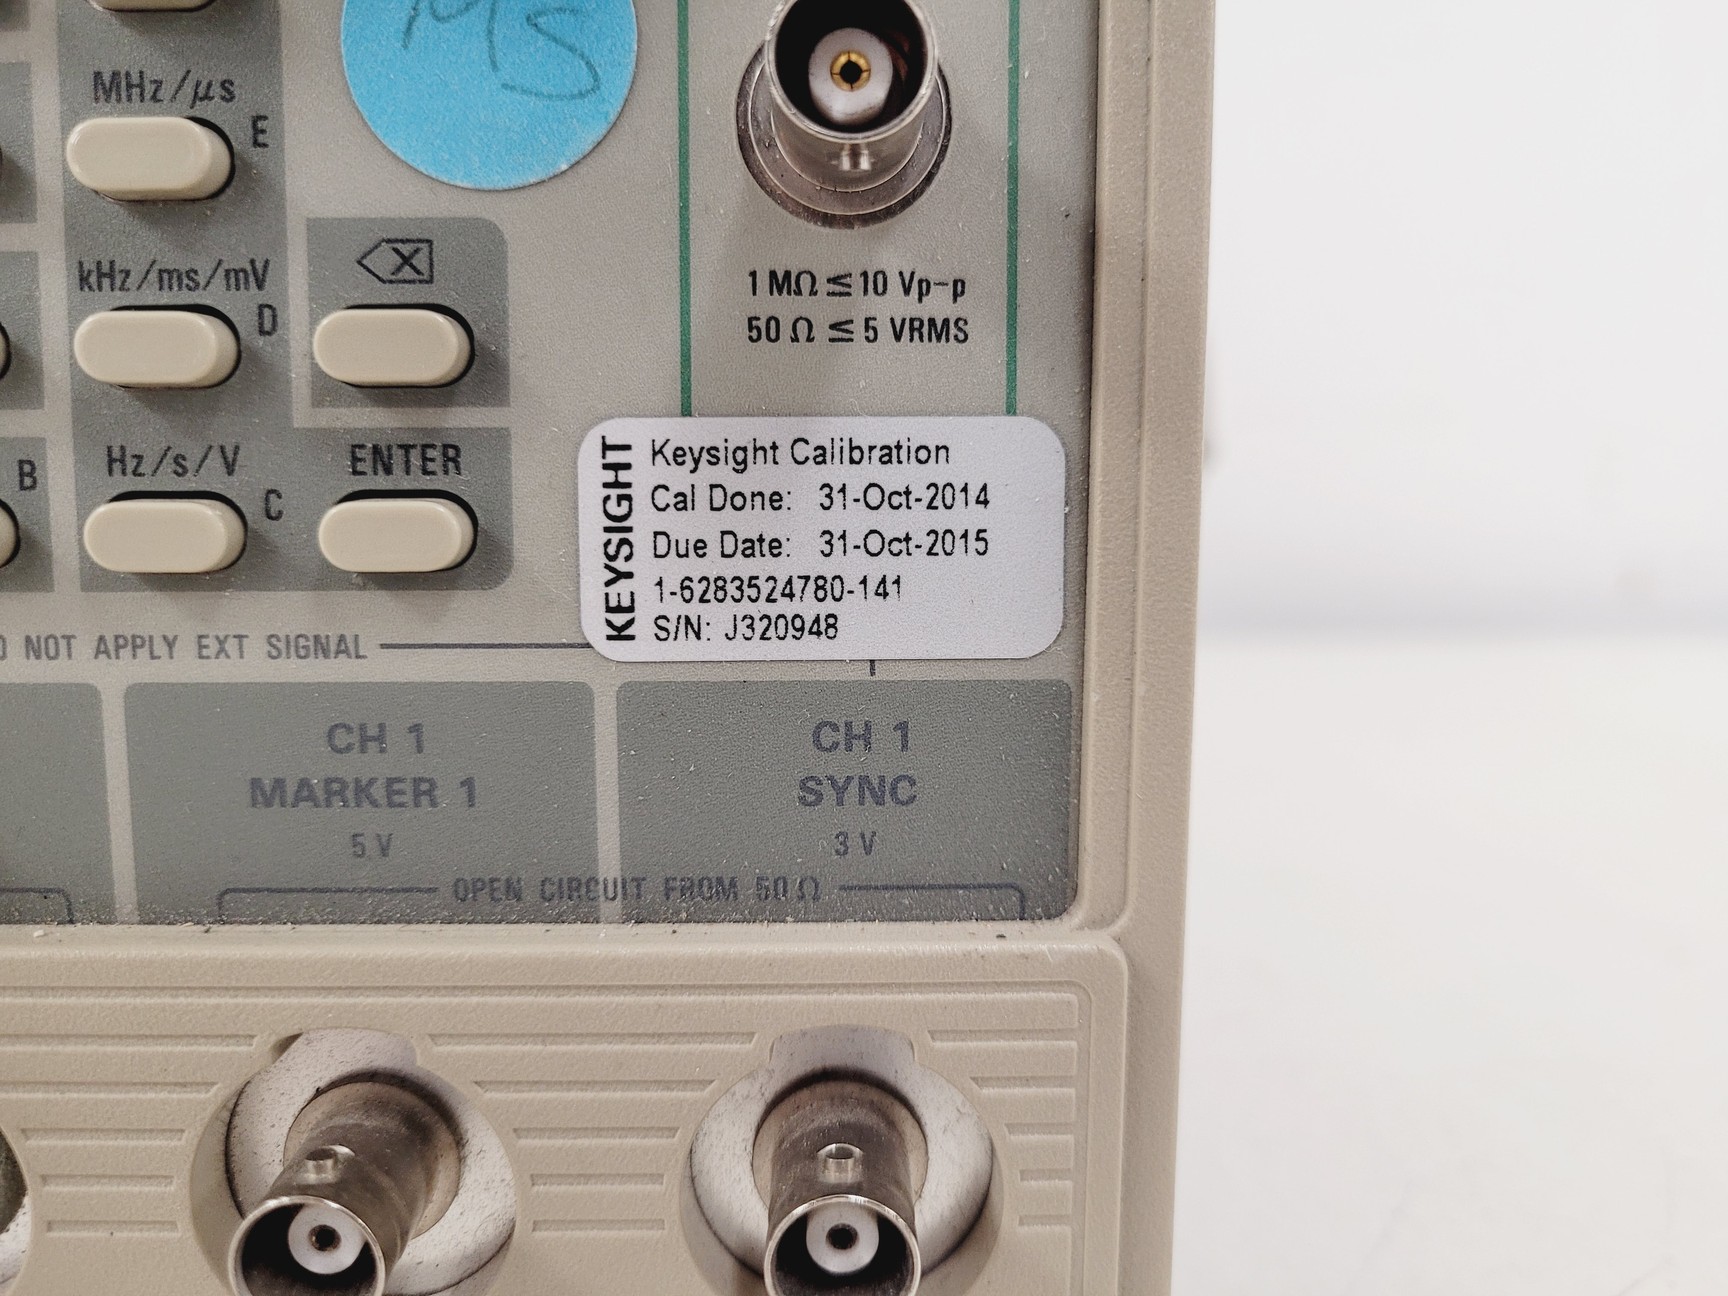 MS
MHz/µs
E
kHz/ms/mV
D
Hz/s/V
ENTER
B
C
1 MΩ ≤ 10 Vp-p
50 Ω ≤ 5 VRMS
KEYSIGHT
Keysight Calibration
Cal Done: 31-Oct-2014
Due Date: 31-Oct-2015
1-6283524780-141
S/N: J320948
NOT APPLY EXT SIGNAL
CH 1
MARKER 1
5 V
CH 1
SYNC
3 V
OPEN CIRCUIT FROM 50 Ω